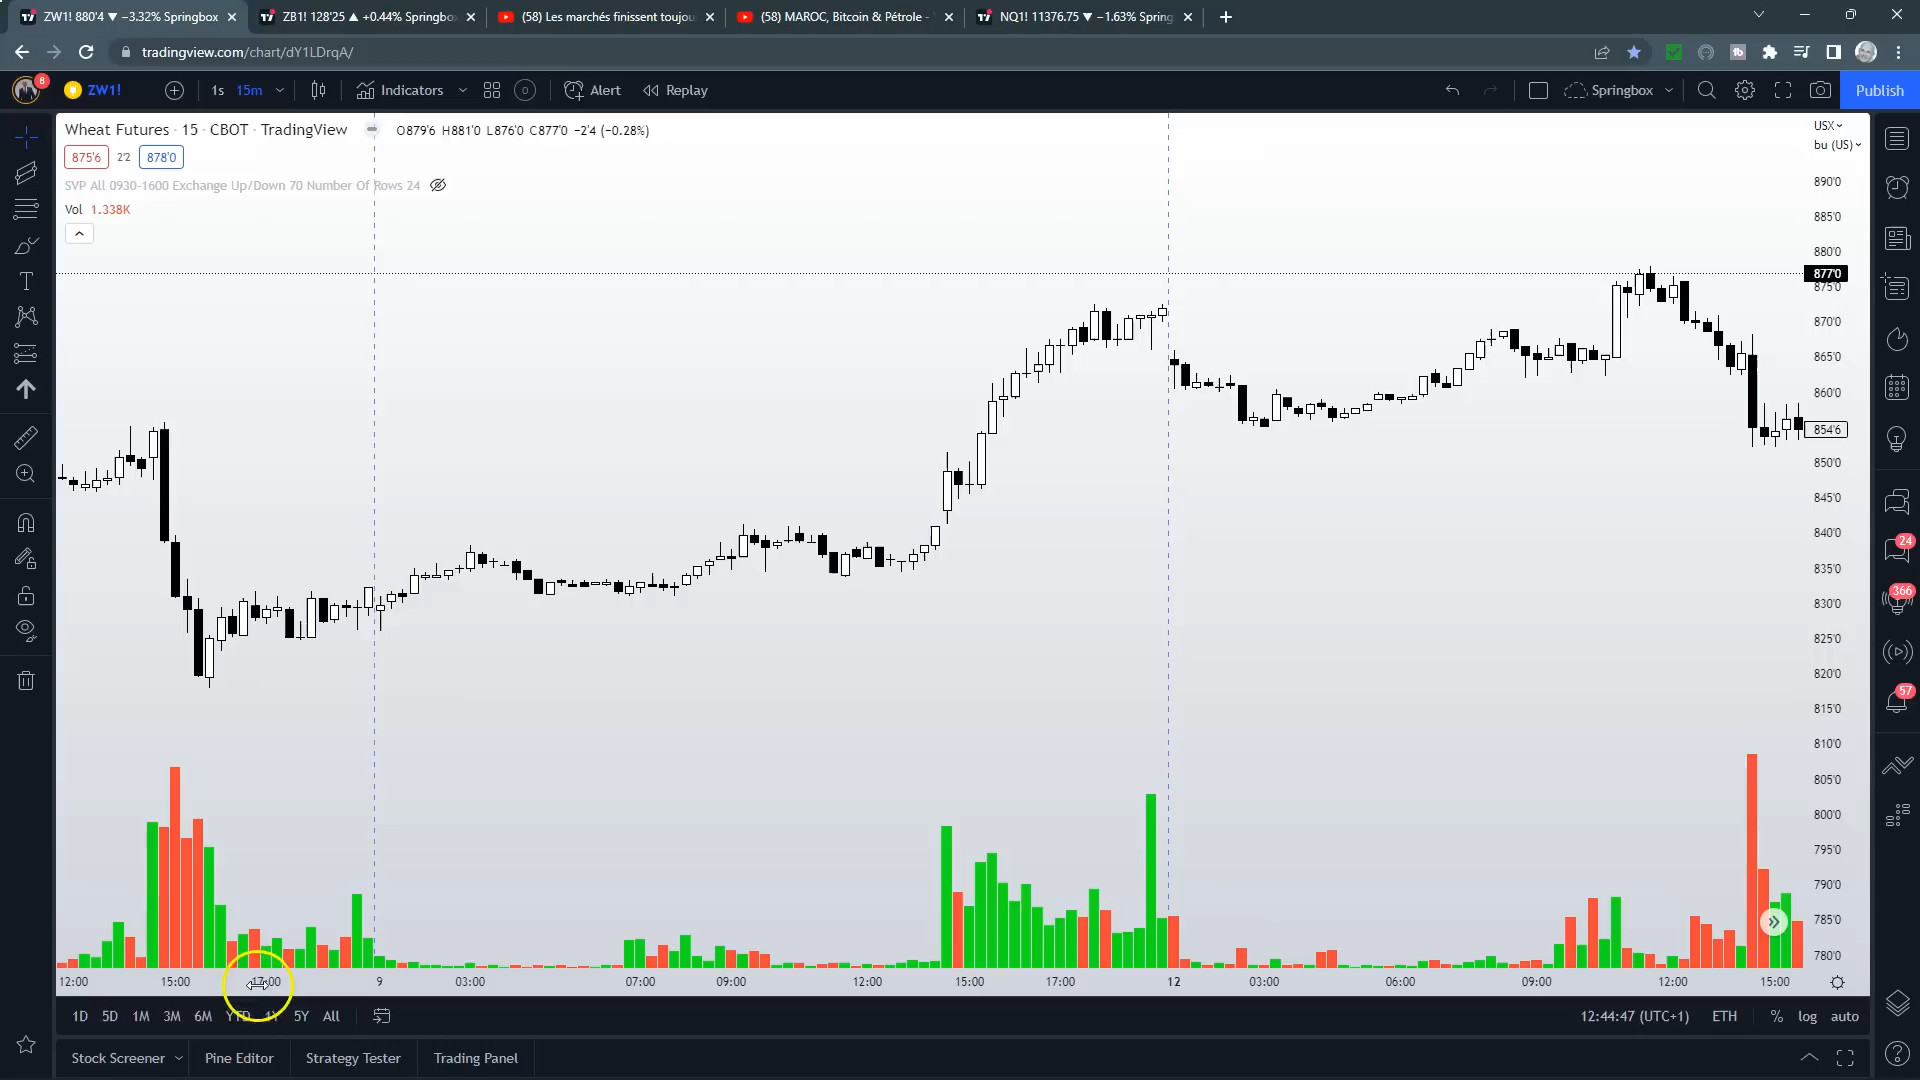 ZW1! 880'4 ▼ −3.32% Springbox
ZB1! 128'25 ▲ +0.44% Springbo
(58) Les marchés finissent toujou
(58) MAROC, Bitcoin & Pétrole -
NQ1! 11376.75 ▼ −1.63% Spring
tradingview.com/chart/dY1LDrqA/
8
ZW1!
1s
15m
Indicators
Alert
Replay
Springbox
Publish
Wheat Futures · 15 · CBOT · TradingView
O879'6 H881'0 L876'0 C877'0 −2'4 (−0.28%)
875'6
2'2
878'0
SVP All 0930-1600 Exchange Up/Down 70 Number Of Rows 24
Vol 1.338K
USX
bu (US)
890'0
885'0
880'0
877'0
875'0
870'0
865'0
860'0
854'6
850'0
845'0
840'0
835'0
830'0
825'0
820'0
815'0
810'0
805'0
800'0
795'0
790'0
785'0
780'0
24
366
57
12:00
15:00
17:00
9
03:00
07:00
09:00
12:00
15:00
17:00
12
03:00
06:00
09:00
12:00
15:00
1D 5D 1M 3M 6M YTD 1Y 5Y All
12:44:47 (UTC+1) ETH % log auto
Stock Screener
Pine Editor
Strategy Tester
Trading Panel